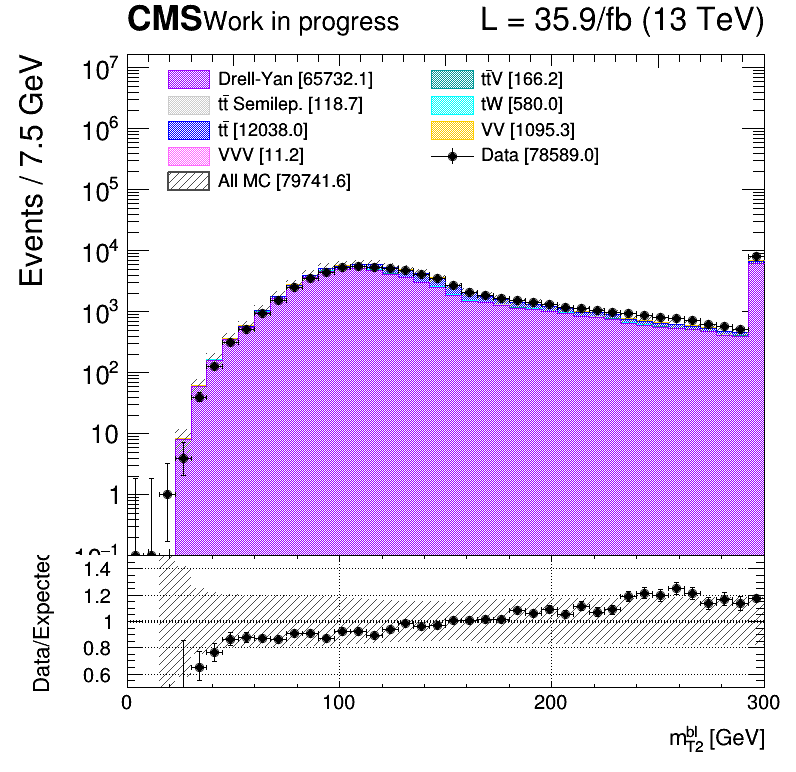 CMS Work in progress L = 35.9/fb (13 TeV)
Events / 7.5 GeV
10⁷
10⁶
10⁵
10⁴
10³
10²
10
1
10⁻¹
Drell-Yan [65732.1]
tt̄ Semilep. [118.7]
tt̄ [12038.0]
VVV [11.2]
All MC [79741.6]
tt̄V [166.2]
tW [580.0]
VV [1095.3]
Data [78589.0]
Data/Expected
1.4
1.2
1
0.8
0.6
0 100 200 300
m_{T2}^{bl} [GeV]